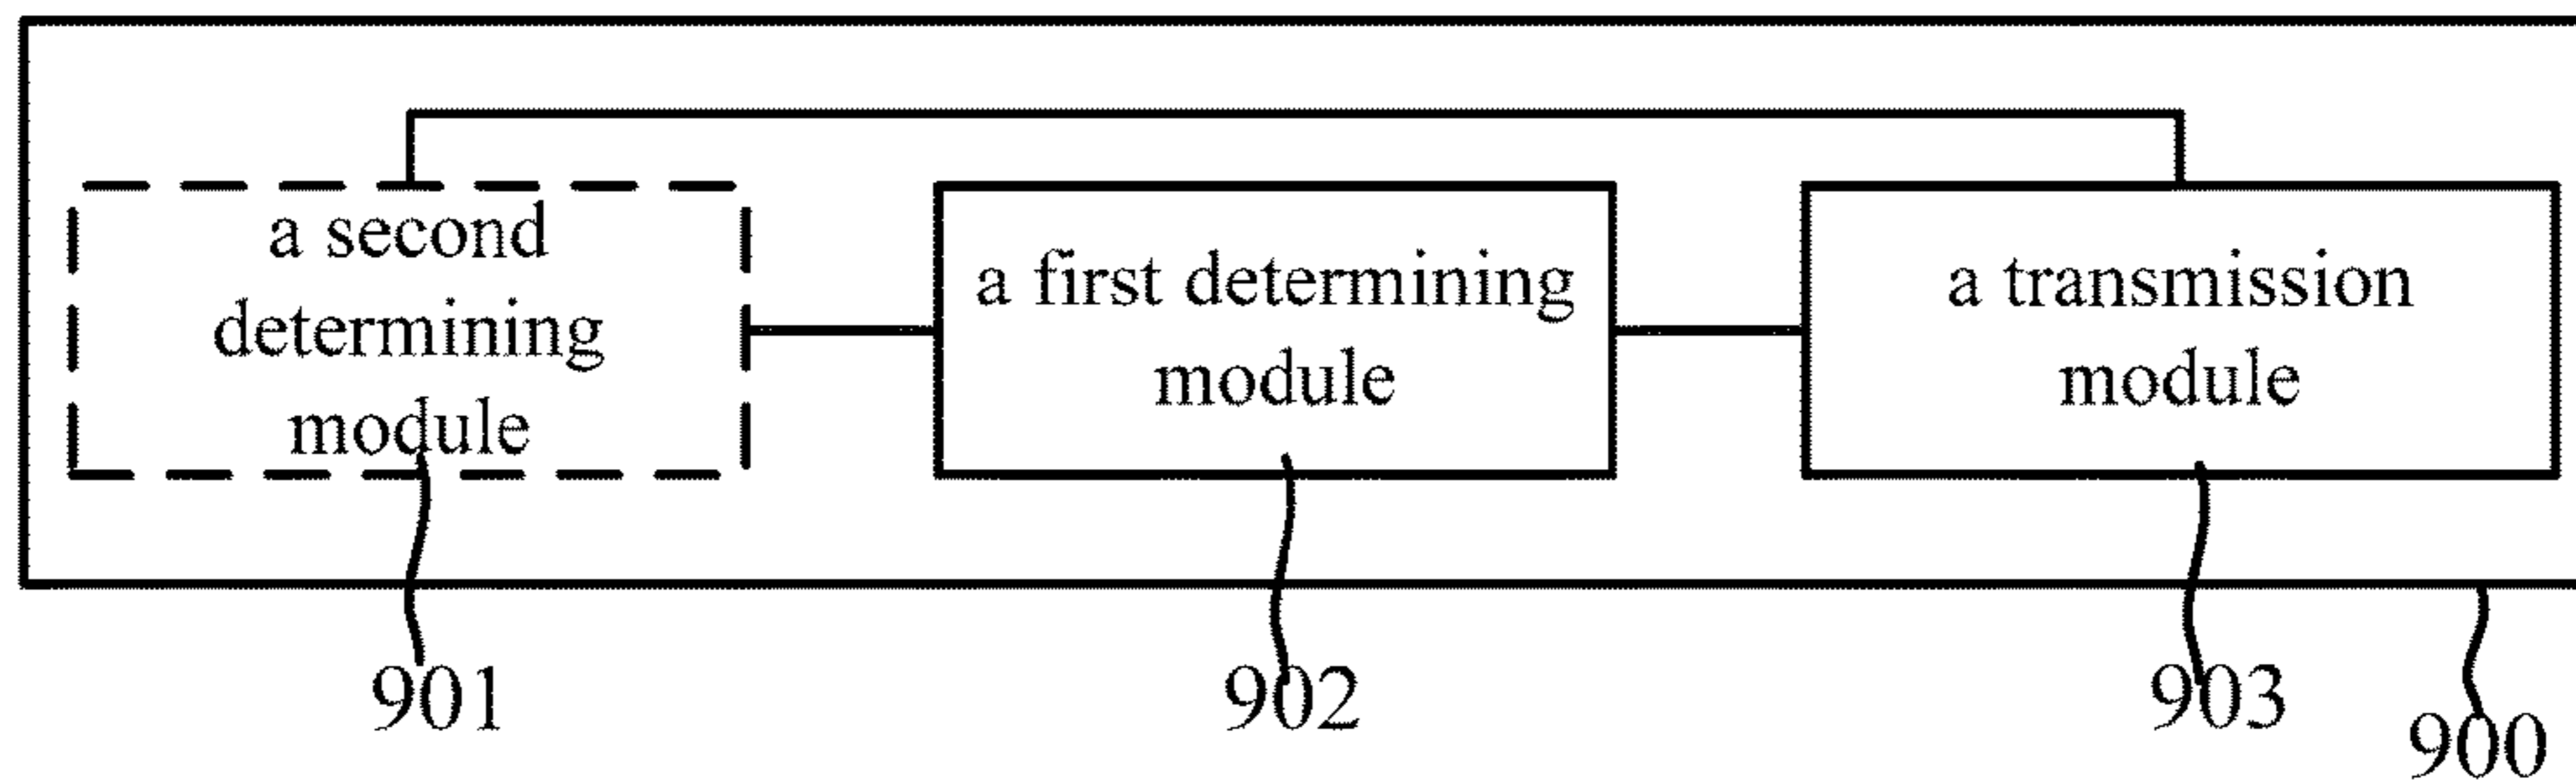 a second
determining
module
a first determining
module
a transmission
module
901
902
903
900